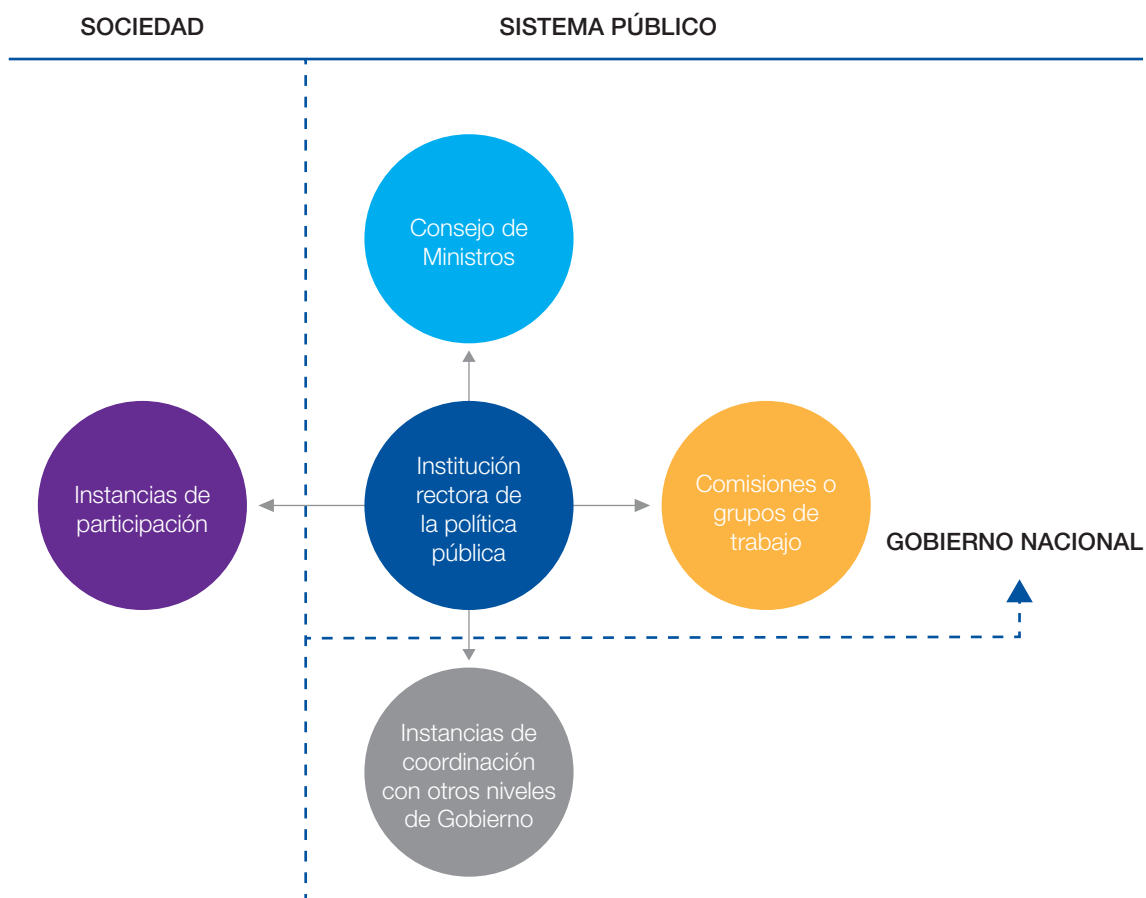 SOCIEDAD
SISTEMA PÚBLICO
Consejo de
Ministros
Instancias de
participación
Institución
rectora de
la política
pública
Comisiones o
grupos de
trabajo
GOBIERNO NACIONAL
Instancias de
coordinación
con otros niveles
de Gobierno